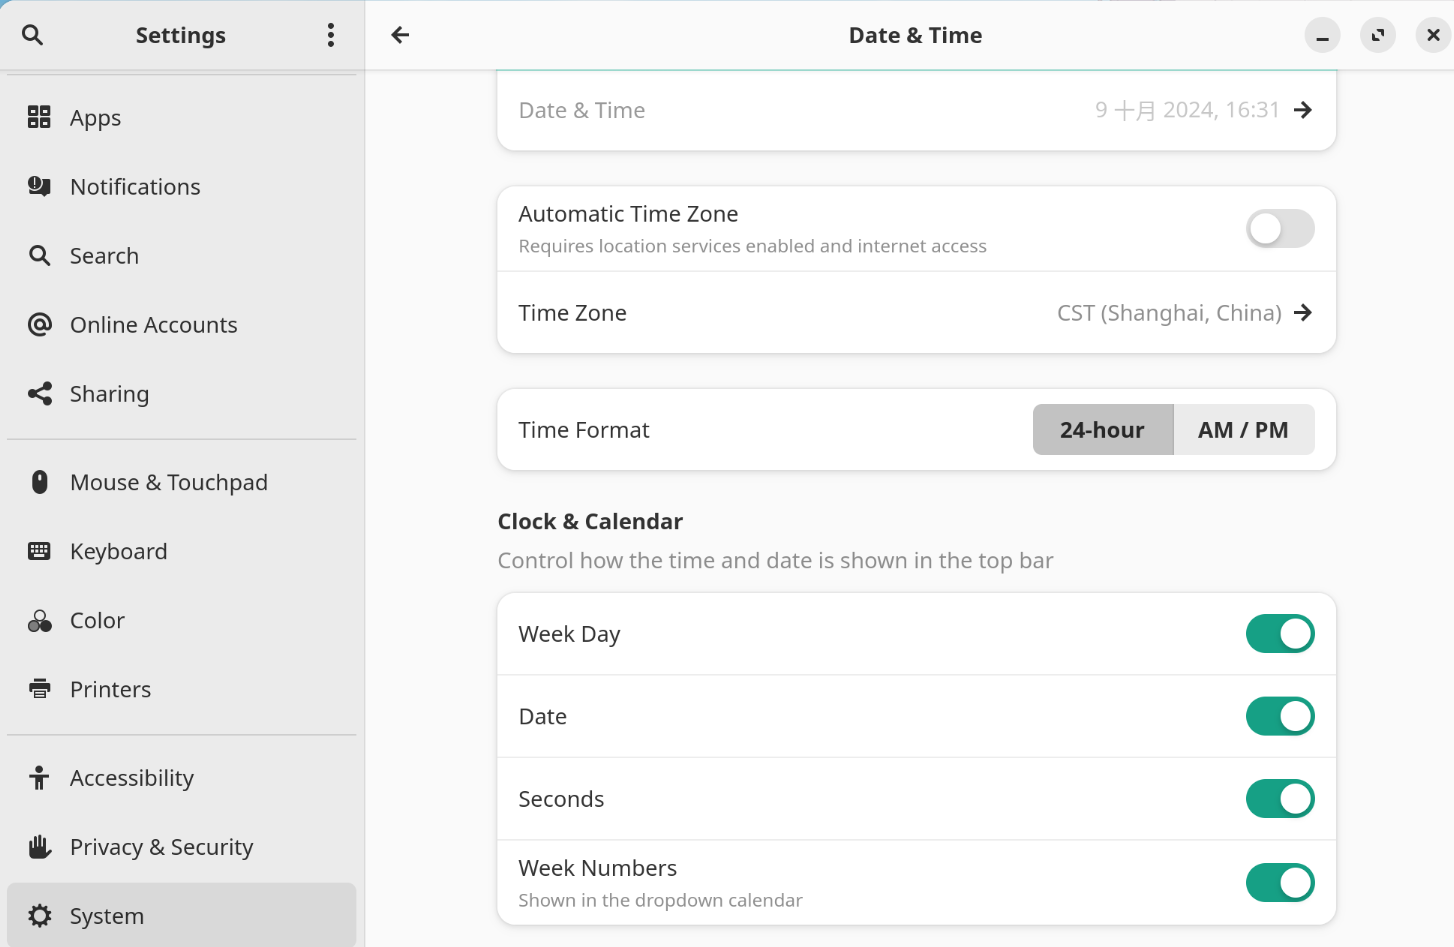 Settings
Date & Time
Apps
Notifications
Search
Online Accounts
Sharing
Mouse & Touchpad
Keyboard
Color
Printers
Accessibility
Privacy & Security
System
Date & Time 9 十月 2024, 16:31
Automatic Time Zone
Requires location services enabled and internet access
Time Zone CST (Shanghai, China)
Time Format 24-hour AM / PM
Clock & Calendar
Control how the time and date is shown in the top bar
Week Day
Date
Seconds
Week Numbers
Shown in the dropdown calendar